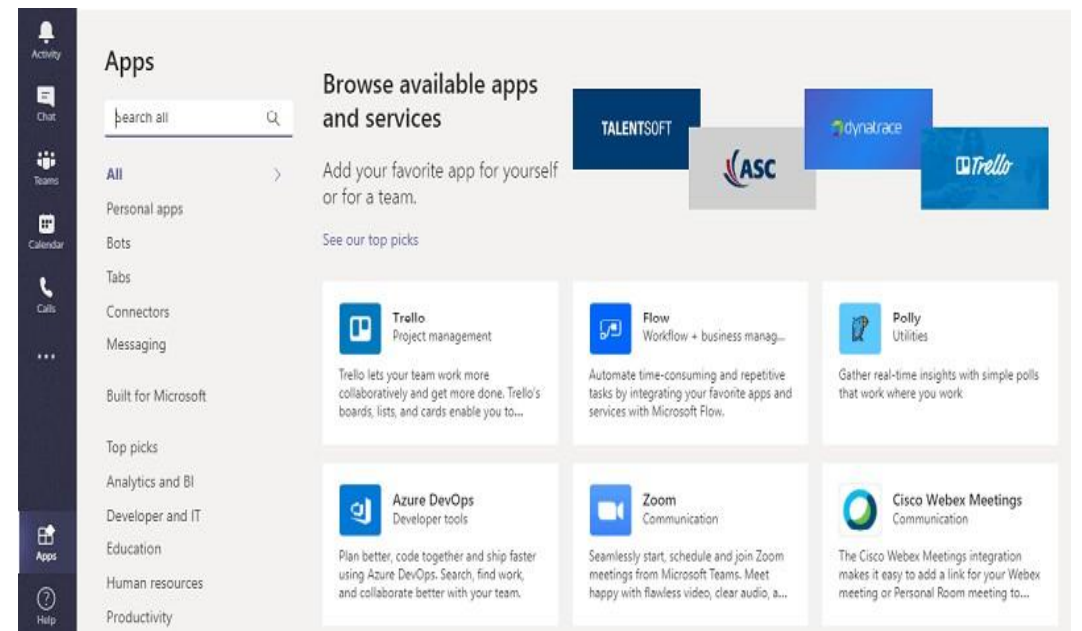 Activity
Chat
Teams
Calendar
Calls
Apps
Help
Apps
Search all
All
Personal apps
Bots
Tabs
Connectors
Messaging
Built for Microsoft
Top picks
Analytics and BI
Developer and IT
Education
Human resources
Productivity
Browse available apps
and services
Add your favorite app for yourself
or for a team.
See our top picks
TALENTSOFT
ASC
dynatrace
Trello
Trello
Project management
Trello lets your team work more
collaboratively and get more done. Trello's
boards, lists, and cards enable you to...
Flow
Workflow + business manag...
Automate time-consuming and repetitive
tasks by integrating your favorite apps and
services with Microsoft Flow.
Polly
Utilities
Gather real-time insights with simple polls
that work where you work
Azure DevOps
Developer tools
Plan better, code together and ship faster
using Azure DevOps. Search, find work,
and collaborate better with your team.
Zoom
Communication
Seamlessly start, schedule and join Zoom
meetings from Microsoft Teams. Meet
happy with flawless video, clear audio, a...
Cisco Webex Meetings
Communication
The Cisco Webex Meetings integration
makes it easy to add a link for your Webex
meeting or Personal Room meeting to...